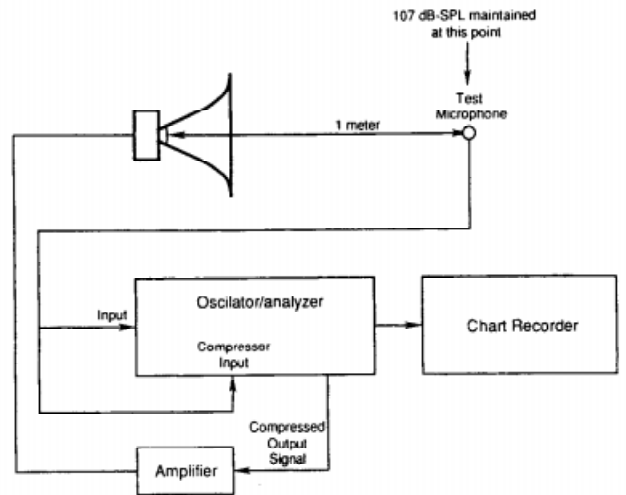 107 dB-SPL maintained
at this point
Test
Microphone
1 meter
Oscilator/analyzer
Input
Compressor
Input
Chart Recorder
Compressed
Output
Signal
Amplifier